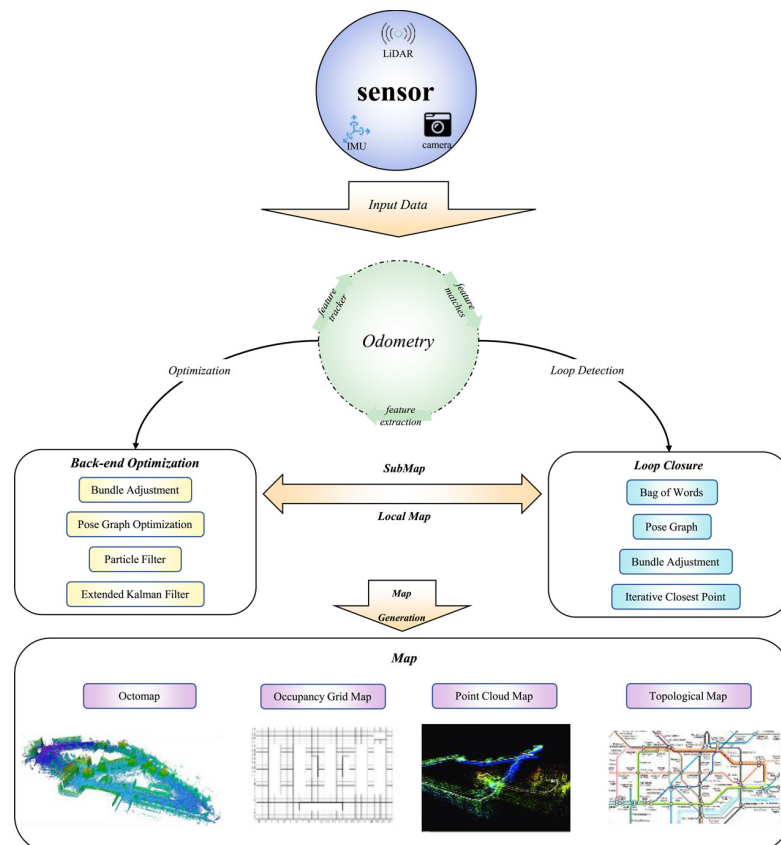 LiDAR
sensor
IMU
camera
Input Data
feature
tracker
feature
matches
Odometry
feature
extraction
Optimization
Loop Detection
Back-end Optimization
Bundle Adjustment
Pose Graph Optimization
Particle Filter
Extended Kalman Filter
SubMap
Local Map
Loop Closure
Bag of Words
Pose Graph
Bundle Adjustment
Iterative Closest Point
Map
Generation
Map
Octomap
Occupancy Grid Map
Point Cloud Map
Topological Map